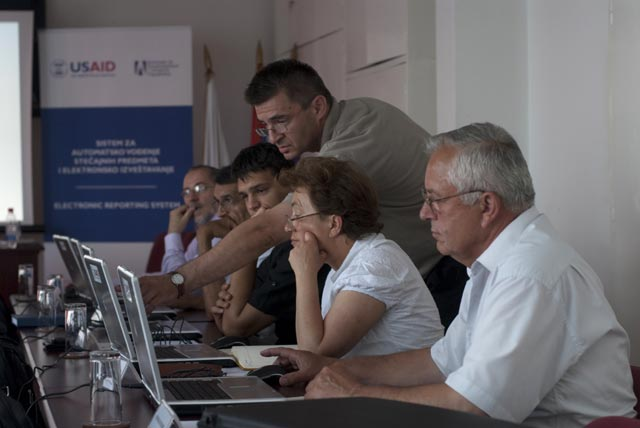 USAID
SISTEM ZA
AUTOMATSKO VOĐENJE
STEČAJNIH PREDMETA
I ELEKTRONSKO IZVEŠTAVANJE
ELECTRONIC REPORTING SYSTEM